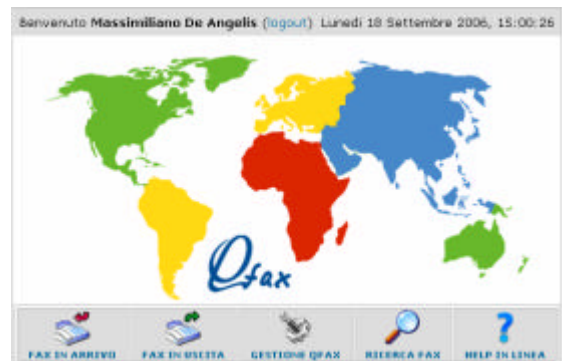 Benvenuto Massimiliano De Angelis (logout) Lunedì 18 Settembre 2006, 15:00:26
Qfax
FAX IN ARRIVO FAX IN USCITA GESTIONE QFAX RICERCA FAX HELP IN LINEA